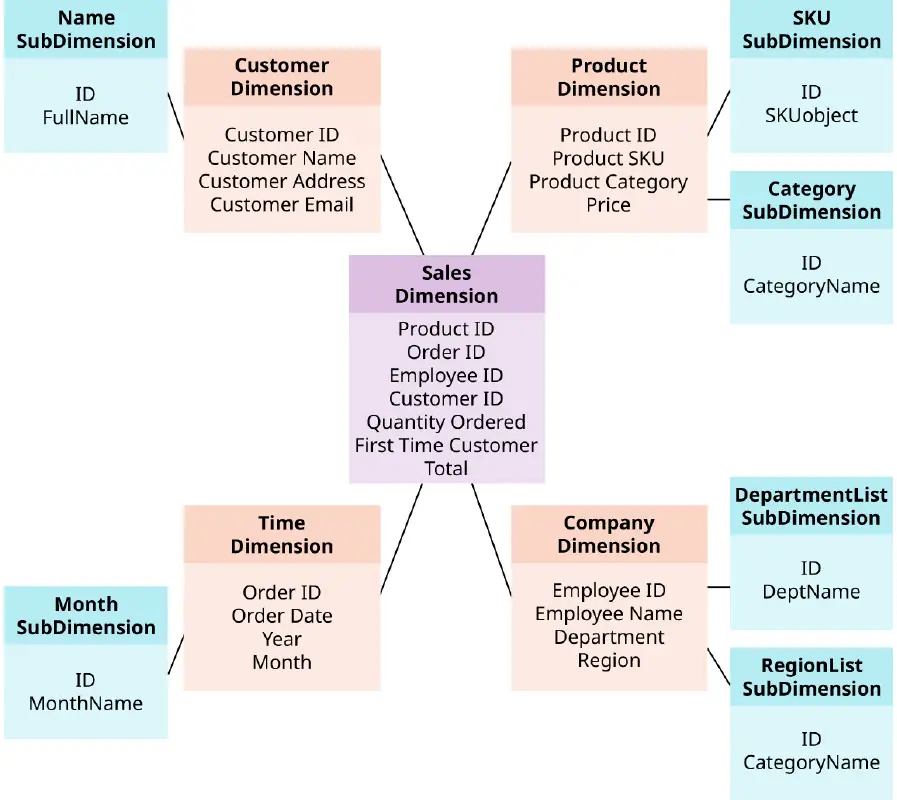 Name
SubDimension
ID
FullName
Customer
Dimension
Customer ID
Customer Name
Customer Address
Customer Email
Product
Dimension
Product ID
Product SKU
Product Category
Price
SKU
SubDimension
ID
SKUobject
Category
SubDimension
ID
CategoryName
Sales
Dimension
Product ID
Order ID
Employee ID
Customer ID
Quantity Ordered
First Time Customer
Total
Time
Dimension
Order ID
Order Date
Year
Month
Month
SubDimension
ID
MonthName
Company
Dimension
Employee ID
Employee Name
Department
Region
DepartmentList
SubDimension
ID
DeptName
RegionList
SubDimension
ID
CategoryName